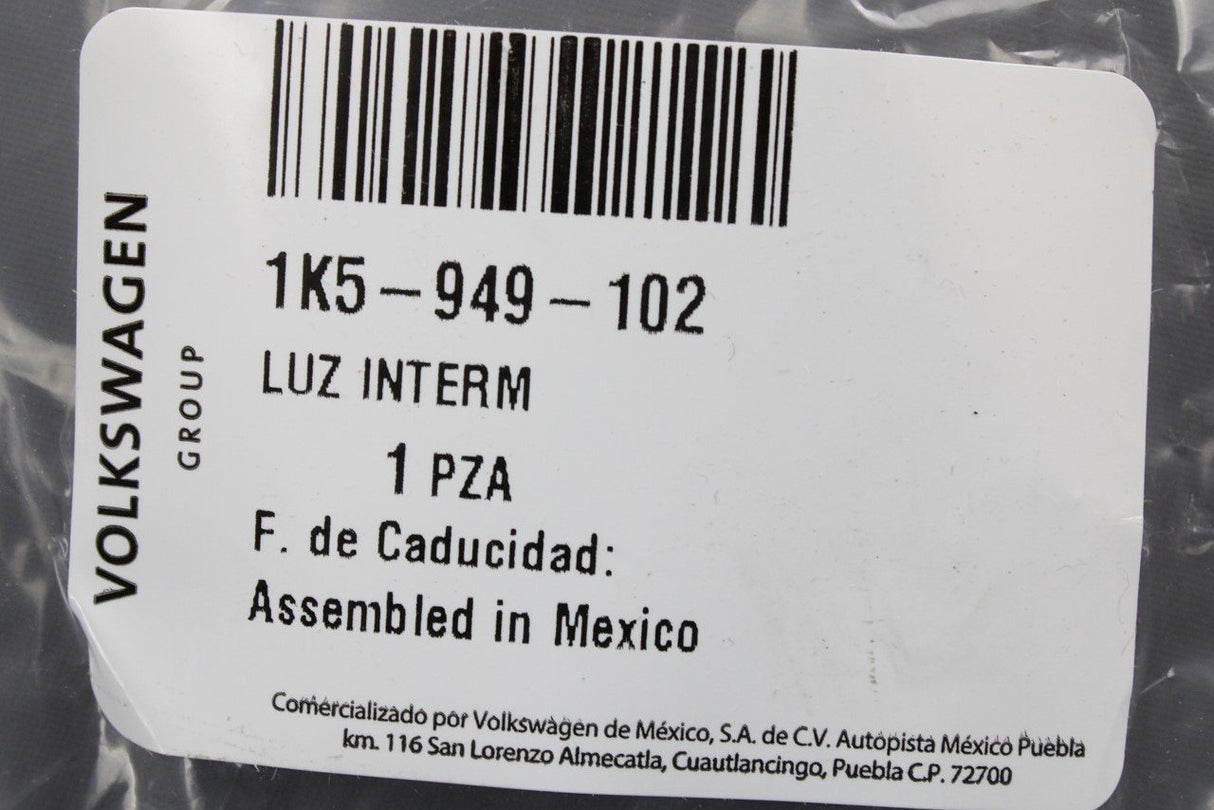 VOLKSWAGEN
GROUP
1K5-949-102
LUZ INTERM
1 PZA
F. de Caducidad:
Assembled in Mexico
Comercializado por Volkswagen de México, S.A. de C.V. Autopista México Puebla
km. 116 San Lorenzo Almecatla, Cuautlancingo, Puebla C.P. 72700